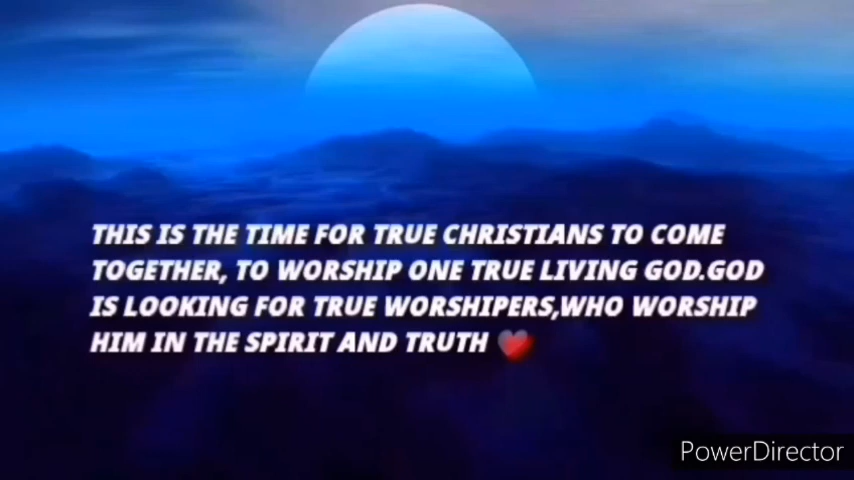 THIS IS THE TIME FOR TRUE CHRISTIANS TO COME
TOGETHER, TO WORSHIP ONE TRUE LIVING GOD.GOD
IS LOOKING FOR TRUE WORSHIPERS,WHO WORSHIP
HIM IN THE SPIRIT AND TRUTH ❤️
PowerDirector